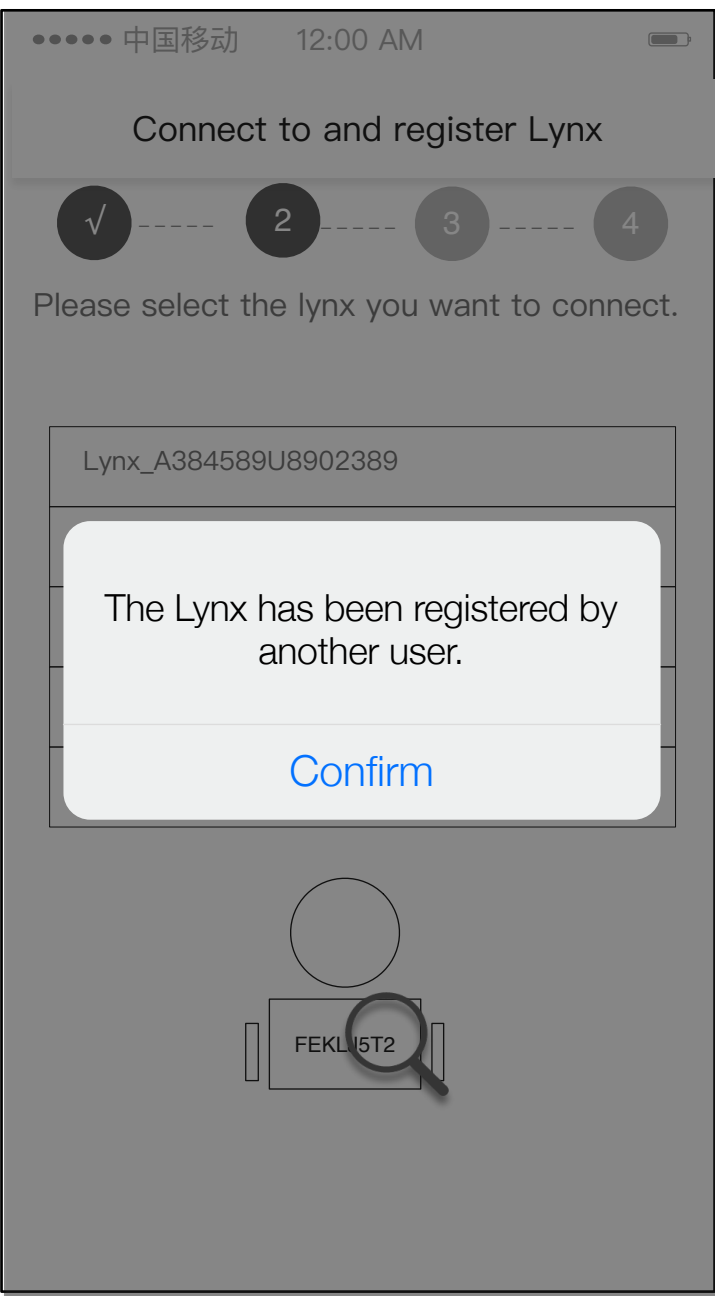 中国移动 12:00 AM
Connect to and register Lynx
√ 2 3 4
Please select the lynx you want to connect.
Lynx_A384589U8902389
The Lynx has been registered by
another user.
Confirm
FEKLJ5T2